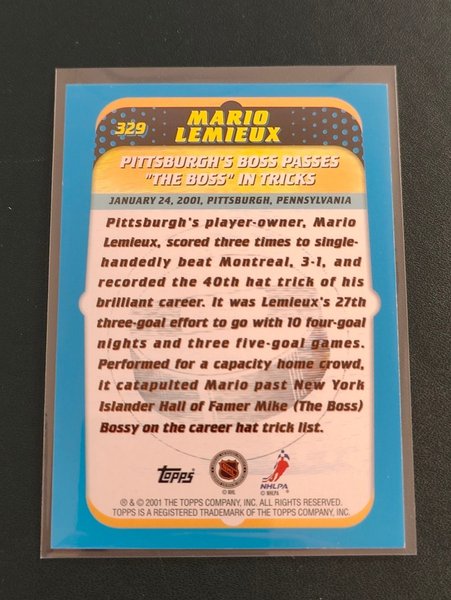 329
MARIO
LEMIEUX
PITTSBURGH'S BOSS PASSES
"THE BOSS" IN TRICKS
JANUARY 24, 2001, PITTSBURGH, PENNSYLVANIA
Pittsburgh's player-owner, Mario
Lemieux, scored three times to single-
handedly beat Montreal, 3-1, and
recorded the 40th hat trick of his
brilliant career. It was Lemieux's 27th
three-goal effort to go with 10 four-goal
nights and three five-goal games.
Performed for a capacity home crowd,
it catapulted Mario past New York
Islander Hall of Famer Mike (The Boss)
Bossy on the career hat trick list.
Topps
NHL
© NHL
NHLPA
© NHLPA
® & © 2001 THE TOPPS COMPANY, INC. ALL RIGHTS RESERVED.
TOPPS IS A REGISTERED TRADEMARK OF THE TOPPS COMPANY, INC.